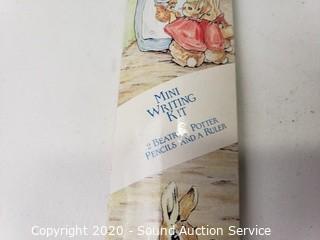 MINI
WRITING
KIT
2 BEATRIX POTTER
PENCILS AND A RULER
Copyright 2020 - Sound Auction Service